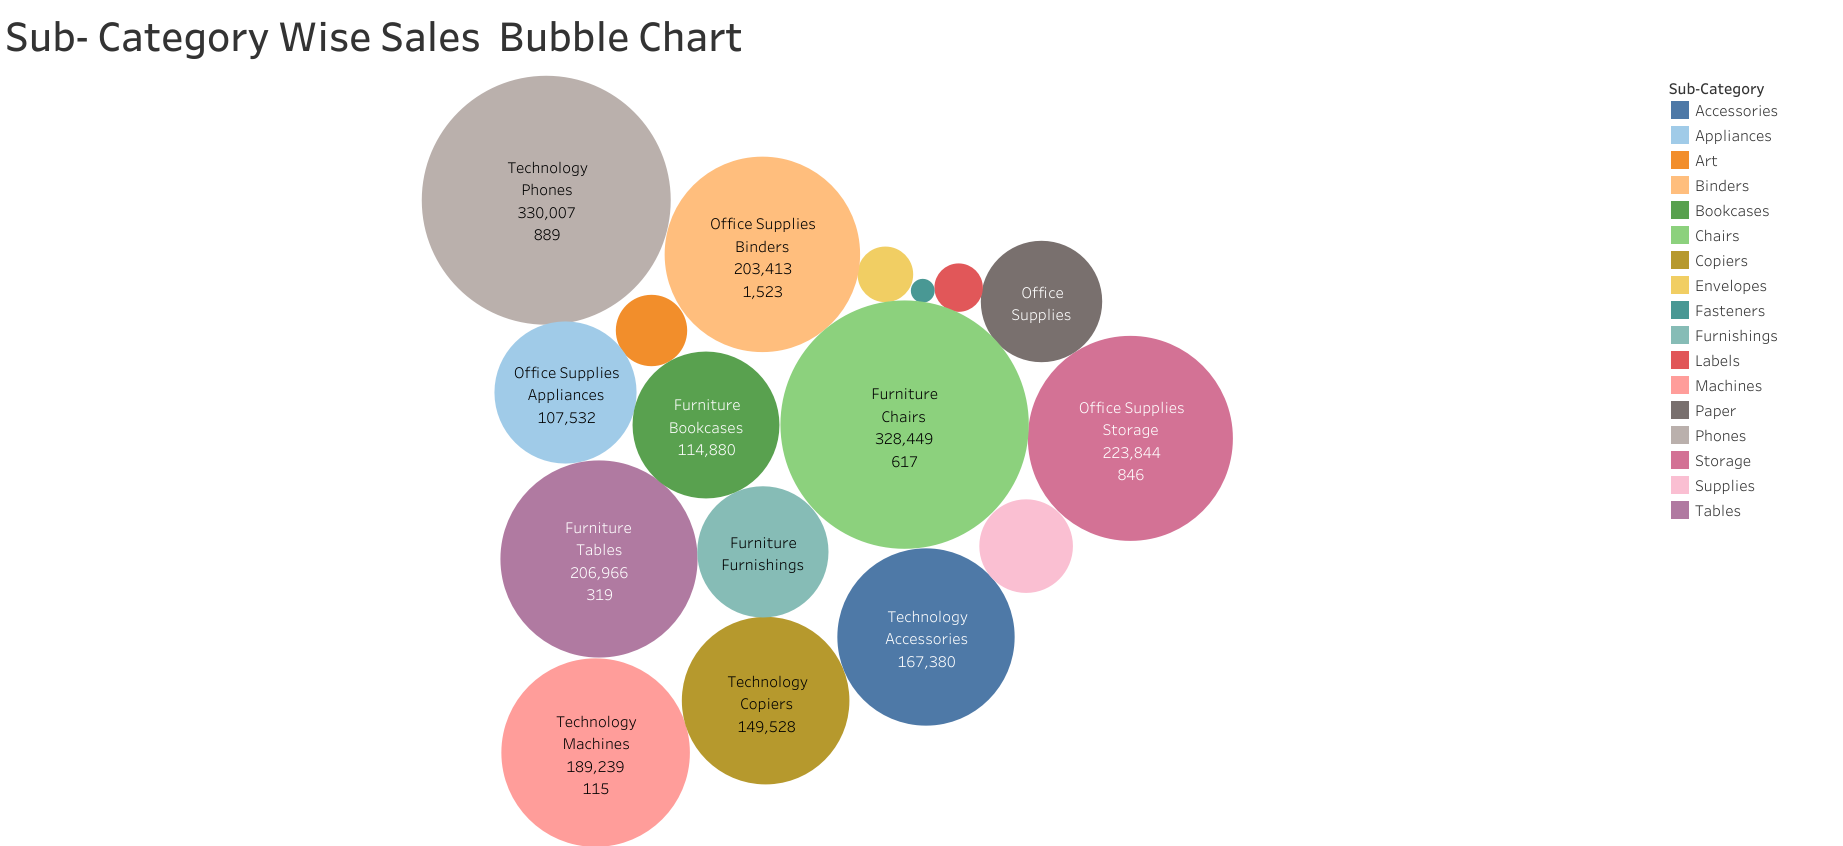 Sub- Category Wise Sales  Bubble Chart
Technology
Phones
330,007
889
Office Supplies
Binders
203,413
1,523
Office
Supplies
Office Supplies
Appliances
107,532
Furniture
Bookcases
114,880
Furniture
Chairs
328,449
617
Office Supplies
Storage
223,844
846
Furniture
Tables
206,966
319
Furniture
Furnishings
Technology
Accessories
167,380
Technology
Copiers
149,528
Technology
Machines
189,239
115
Sub-Category
Accessories
Appliances
Art
Binders
Bookcases
Chairs
Copiers
Envelopes
Fasteners
Furnishings
Labels
Machines
Paper
Phones
Storage
Supplies
Tables